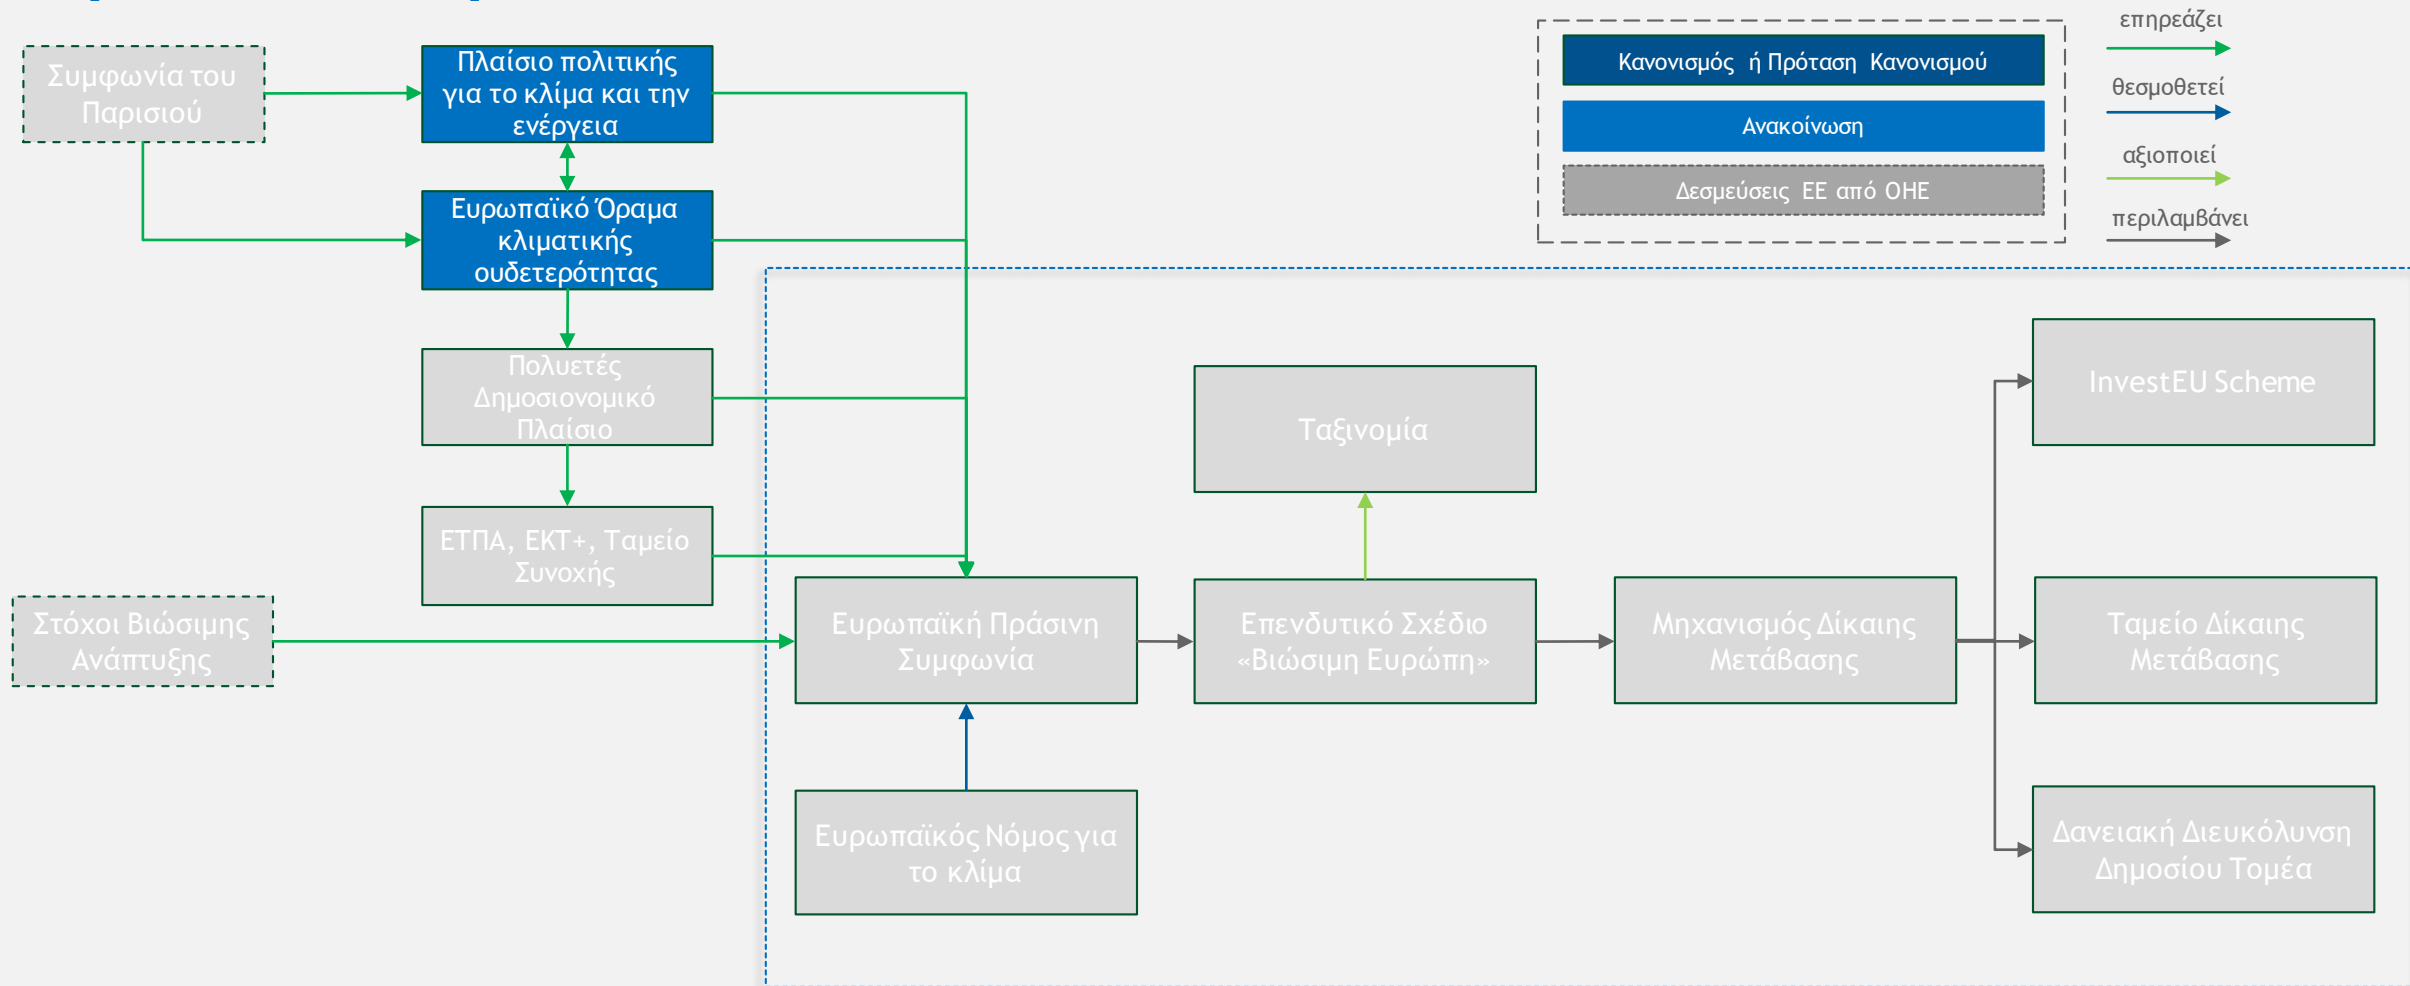 Συμφωνία του
Παρισιού
Πλαίσιο πολιτικής
για το κλίμα και την
ενέργεια
Ευρωπαϊκό Όραμα
κλιματικής
ουδετερότητας
Πολυετές
Δημοσιονομικό
Πλαίσιο
ΕΤΠΑ, ΕΚΤ+, Ταμείο
Συνοχής
Στόχοι Βιώσιμης
Ανάπτυξης
Κανονισμός ή Πρόταση Κανονισμού
Ανακοίνωση
Δεσμεύσεις ΕΕ από ΟΗΕ
επηρεάζει
θεσμοθετεί
αξιοποιεί
περιλαμβάνει
Ταξινομία
Ευρωπαϊκή Πράσινη
Συμφωνία
Επενδυτικό Σχέδιο
«Βιώσιμη Ευρώπη»
Μηχανισμός Δίκαιης
Μετάβασης
InvestEU Scheme
Ταμείο Δίκαιης
Μετάβασης
Δανειακή Διευκόλυνση
Δημοσίου Τομέα
Ευρωπαϊκός Νόμος για
το κλίμα